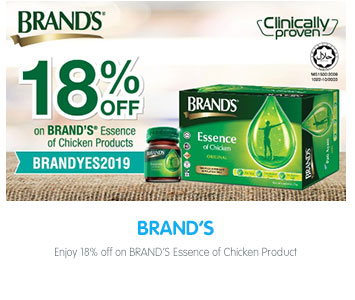 BRAND'S®
Clinically
proven
18%
OFF
on BRAND'S® Essence
of Chicken Products
BRANDYES2019
BRAND'S
Essence
of Chicken
ORIGINAL
BRAND'S
Enjoy 18% off on BRAND'S Essence of Chicken Product